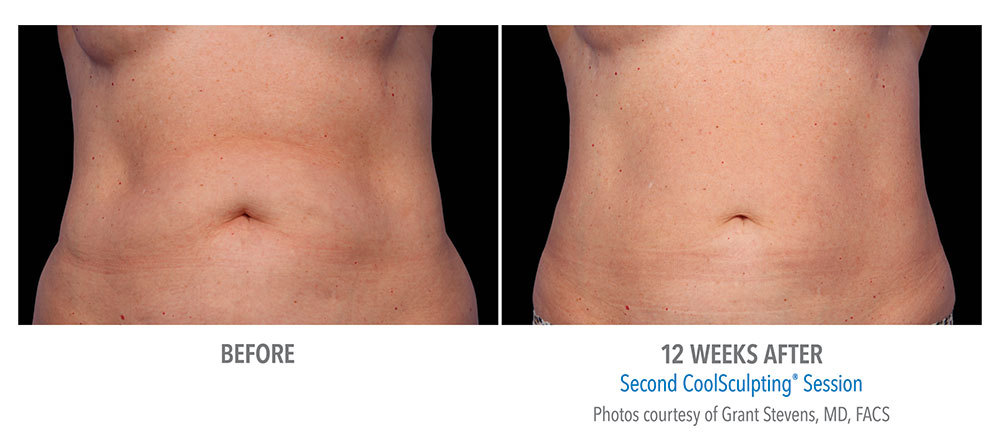 BEFORE
12 WEEKS AFTER
Second CoolSculpting® Session
Photos courtesy of Grant Stevens, MD, FACS